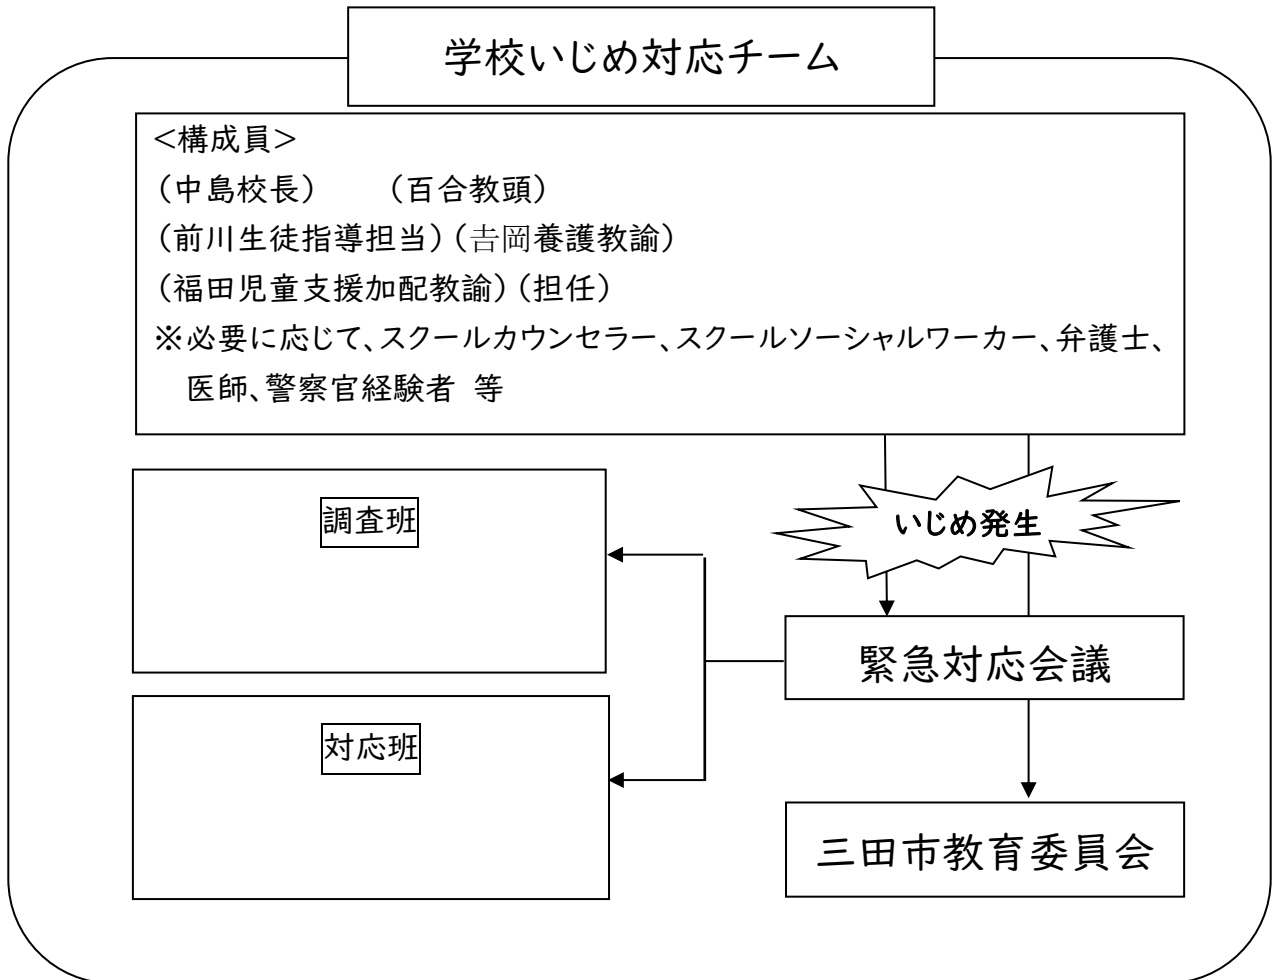 学校いじめ対応チーム
<構成員>
(中島校長) (百合教頭)
(前川生徒指導担当)(𠮷岡養護教諭)
(福田児童支援加配教諭)(担任)
※必要に応じて、スクールカウンセラー、スクールソーシャルワーカー、弁護士、
医師、警察官経験者 等
調査班
いじめ発生
緊急対応会議
対応班
三田市教育委員会